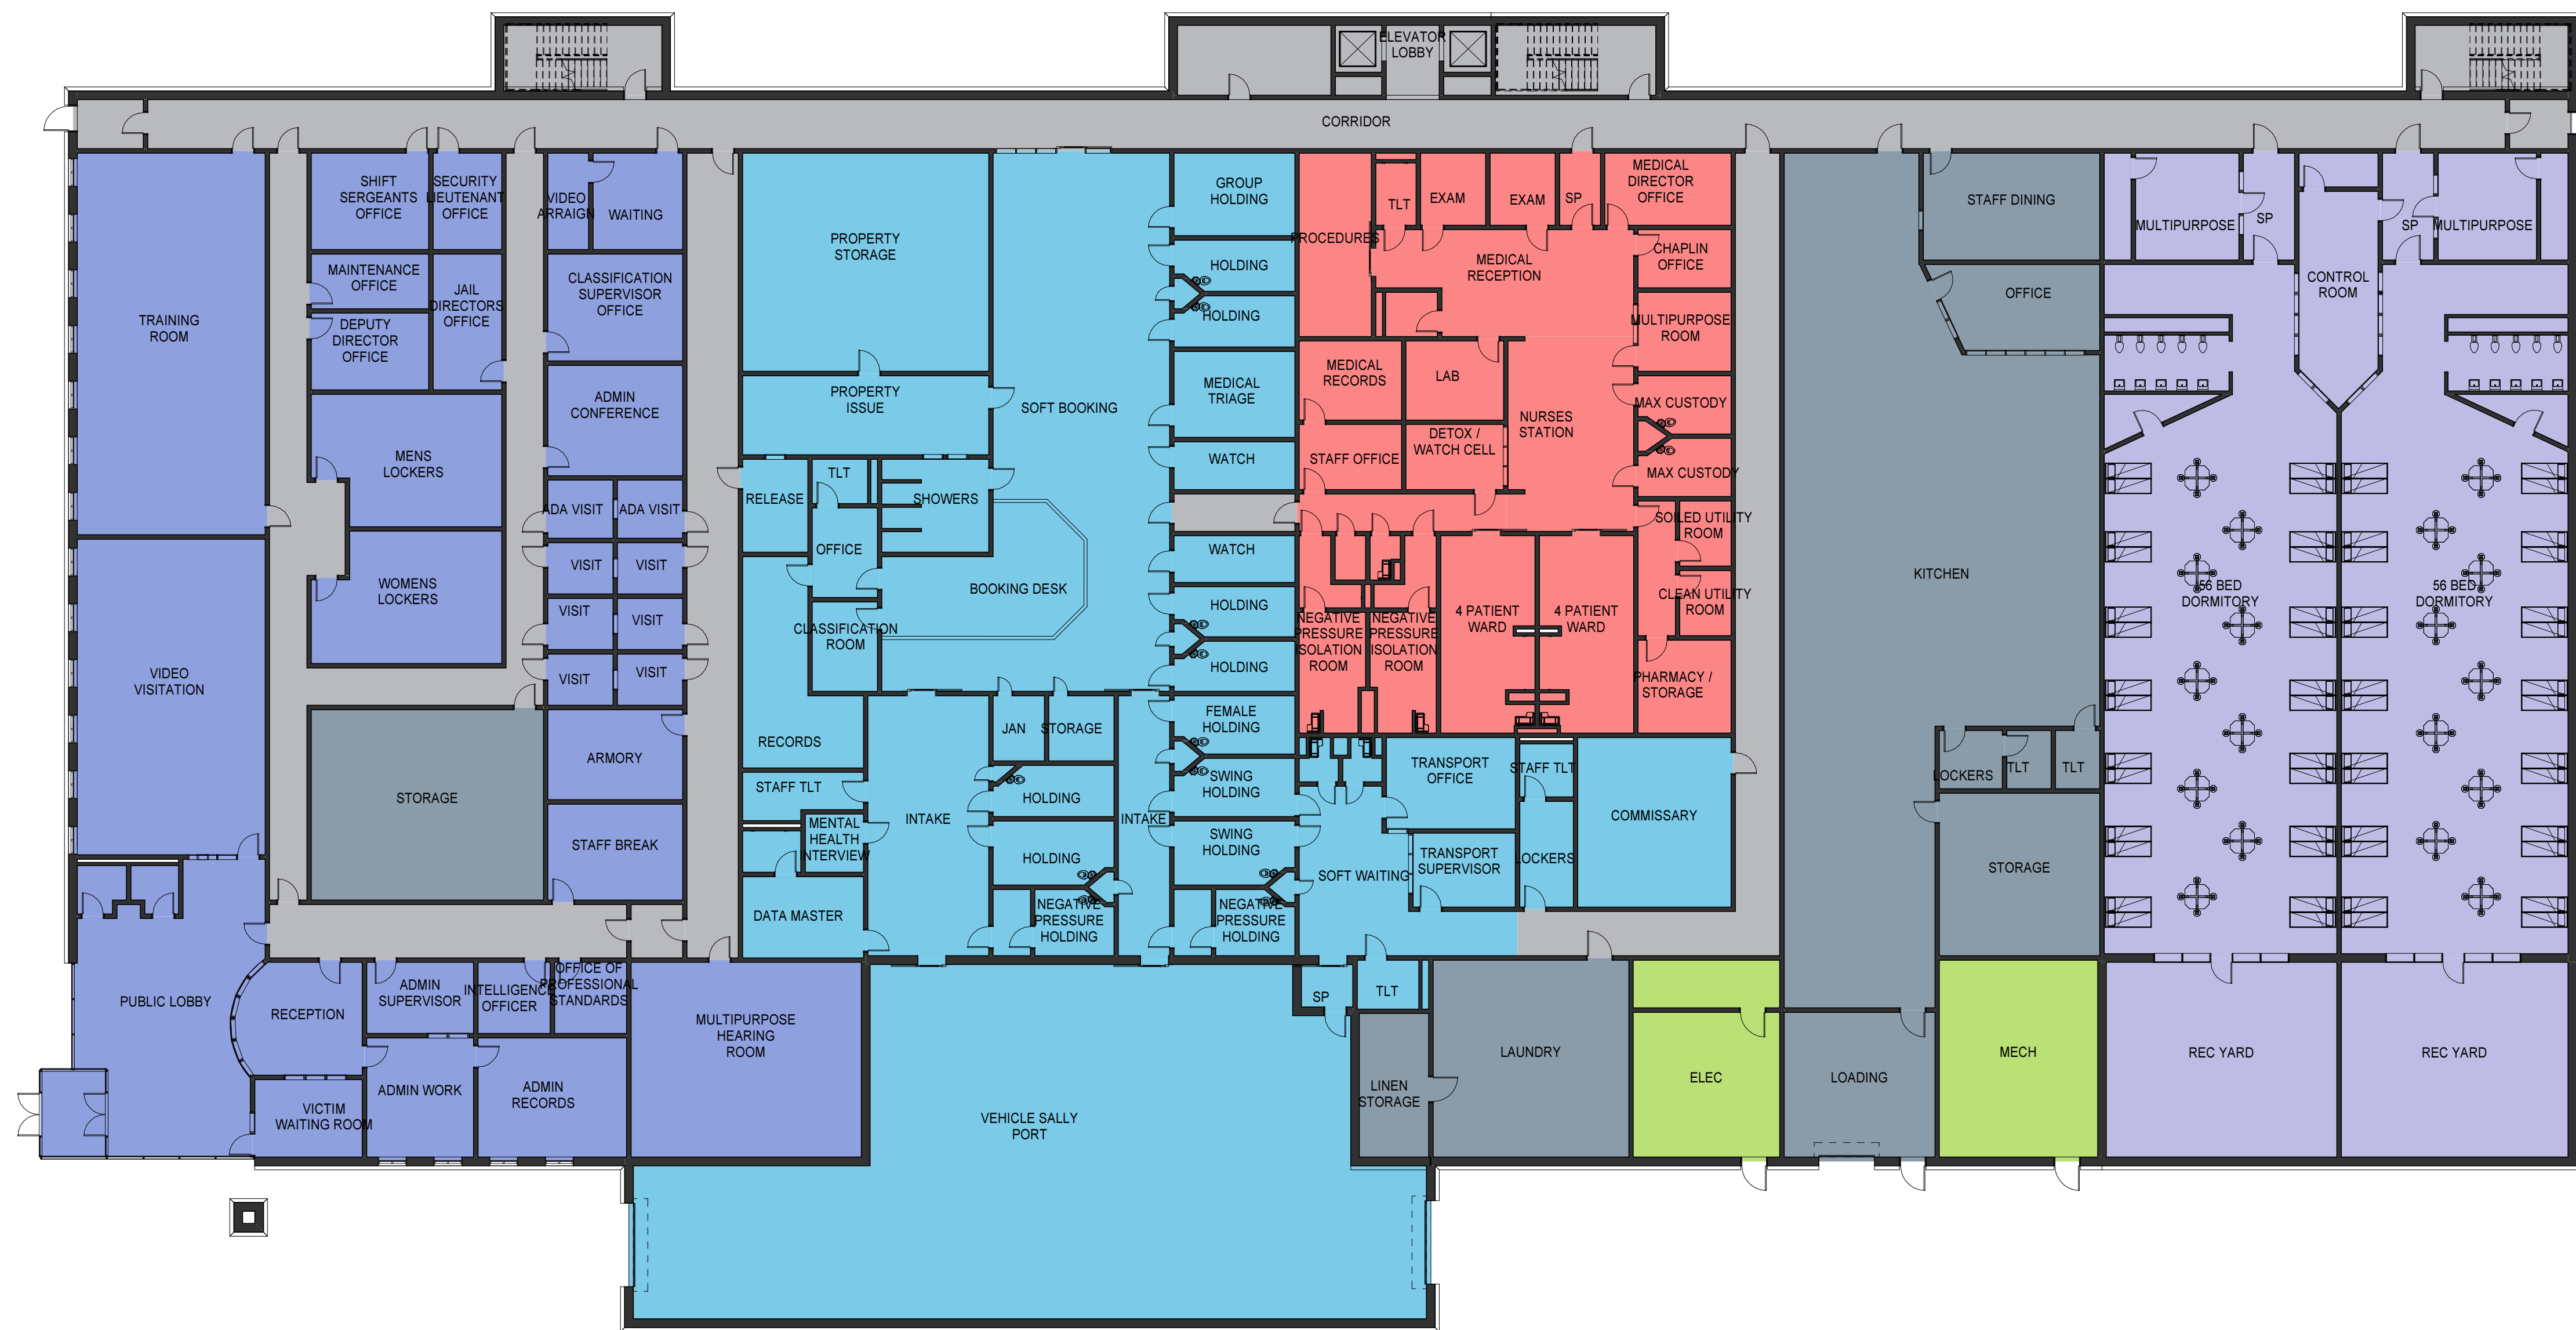 ELEVATOR
LOBBY
CORRIDOR
TRAINING
ROOM
SHIFT
SERGEANTS
OFFICE
SECURITY
LIEUTENANT
OFFICE
MAINTENANCE
OFFICE
JAIL
DIRECTORS
OFFICE
DEPUTY
DIRECTOR
OFFICE
MENS
LOCKERS
WOMENS
LOCKERS
VIDEO
ARRAIGN
WAITING
CLASSIFICATION
SUPERVISOR
OFFICE
ADMIN
CONFERENCE
ADA VISIT
ADA VISIT
VISIT
VISIT
VISIT
VISIT
VISIT
VISIT
VIDEO
VISITATION
STORAGE
ARMORY
STAFF BREAK
PUBLIC LOBBY
RECEPTION
ADMIN
SUPERVISOR
INTELLIGENCE
OFFICER
OFFICE OF
PROFESSIONAL
STANDARDS
VICTIM
WAITING ROOM
ADMIN WORK
ADMIN
RECORDS
MULTIPURPOSE
HEARING
ROOM
PROPERTY
STORAGE
PROPERTY
ISSUE
SOFT BOOKING
RELEASE
TLT
SHOWERS
OFFICE
BOOKING DESK
CLASSIFICATION
ROOM
RECORDS
STAFF TLT
MENTAL
HEALTH
INTERVIEW
DATA MASTER
INTAKE
JAN
STORAGE
HOLDING
HOLDING
NEGATIVE
PRESSURE
HOLDING
INTAKE
GROUP
HOLDING
HOLDING
HOLDING
MEDICAL
TRIAGE
WATCH
WATCH
HOLDING
HOLDING
FEMALE
HOLDING
SWING
HOLDING
SWING
HOLDING
NEGATIVE
PRESSURE
HOLDING
VEHICLE SALLY
PORT
PROCEDURES
TLT
EXAM
EXAM
SP
MEDICAL
DIRECTOR
OFFICE
MEDICAL
RECEPTION
CHAPLIN
OFFICE
MULTIPURPOSE
ROOM
MEDICAL
RECORDS
LAB
NURSES
STATION
MAX CUSTODY
MAX CUSTODY
STAFF OFFICE
DETOX /
WATCH CELL
SOILED UTILITY
ROOM
CLEAN UTILITY
ROOM
NEGATIVE
PRESSURE
ISOLATION
ROOM
NEGATIVE
PRESSURE
ISOLATION
ROOM
4 PATIENT
WARD
4 PATIENT
WARD
PHARMACY /
STORAGE
TRANSPORT
OFFICE
STAFF TLT
COMMISSARY
SOFT WAITING
TRANSPORT
SUPERVISOR
LOCKERS
SP
TLT
LINEN
STORAGE
LAUNDRY
ELEC
LOADING
MECH
STAFF DINING
OFFICE
KITCHEN
LOCKERS
TLT
TLT
STORAGE
MULTIPURPOSE
SP
CONTROL
ROOM
SP
MULTIPURPOSE
56 BED
DORMITORY
56 BED
DORMITORY
REC YARD
REC YARD